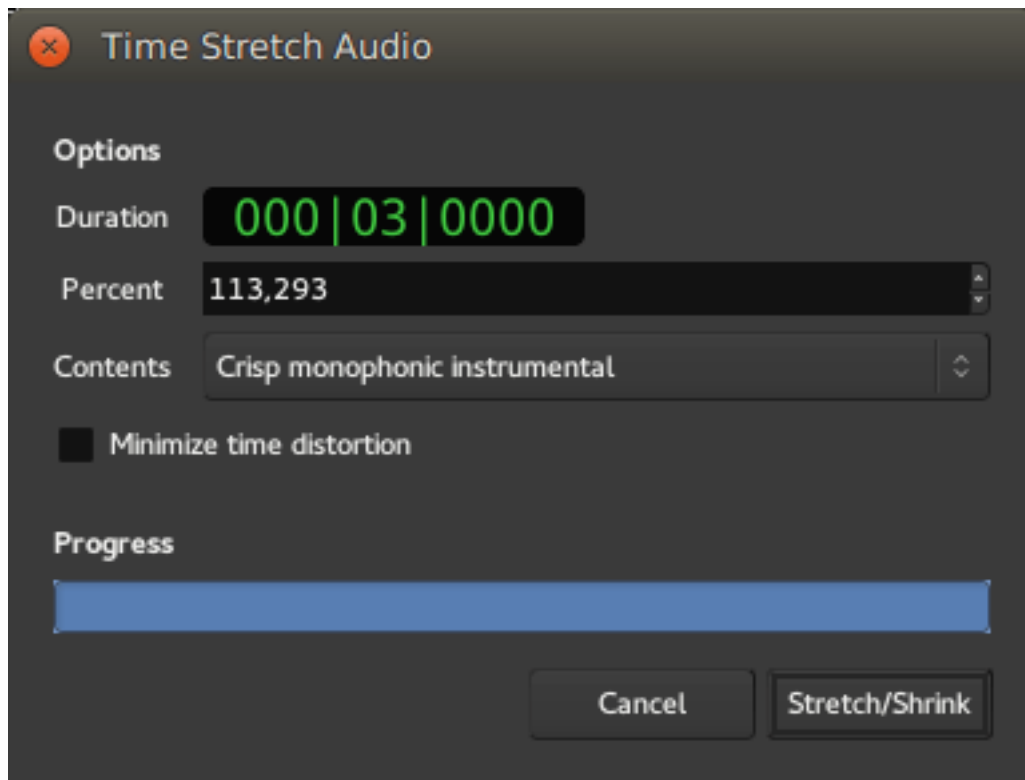 Time Stretch Audio
Options
Duration 000|03|0000
Percent 113,293
Contents Crisp monophonic instrumental
Minimize time distortion
Progress
Cancel Stretch/Shrink